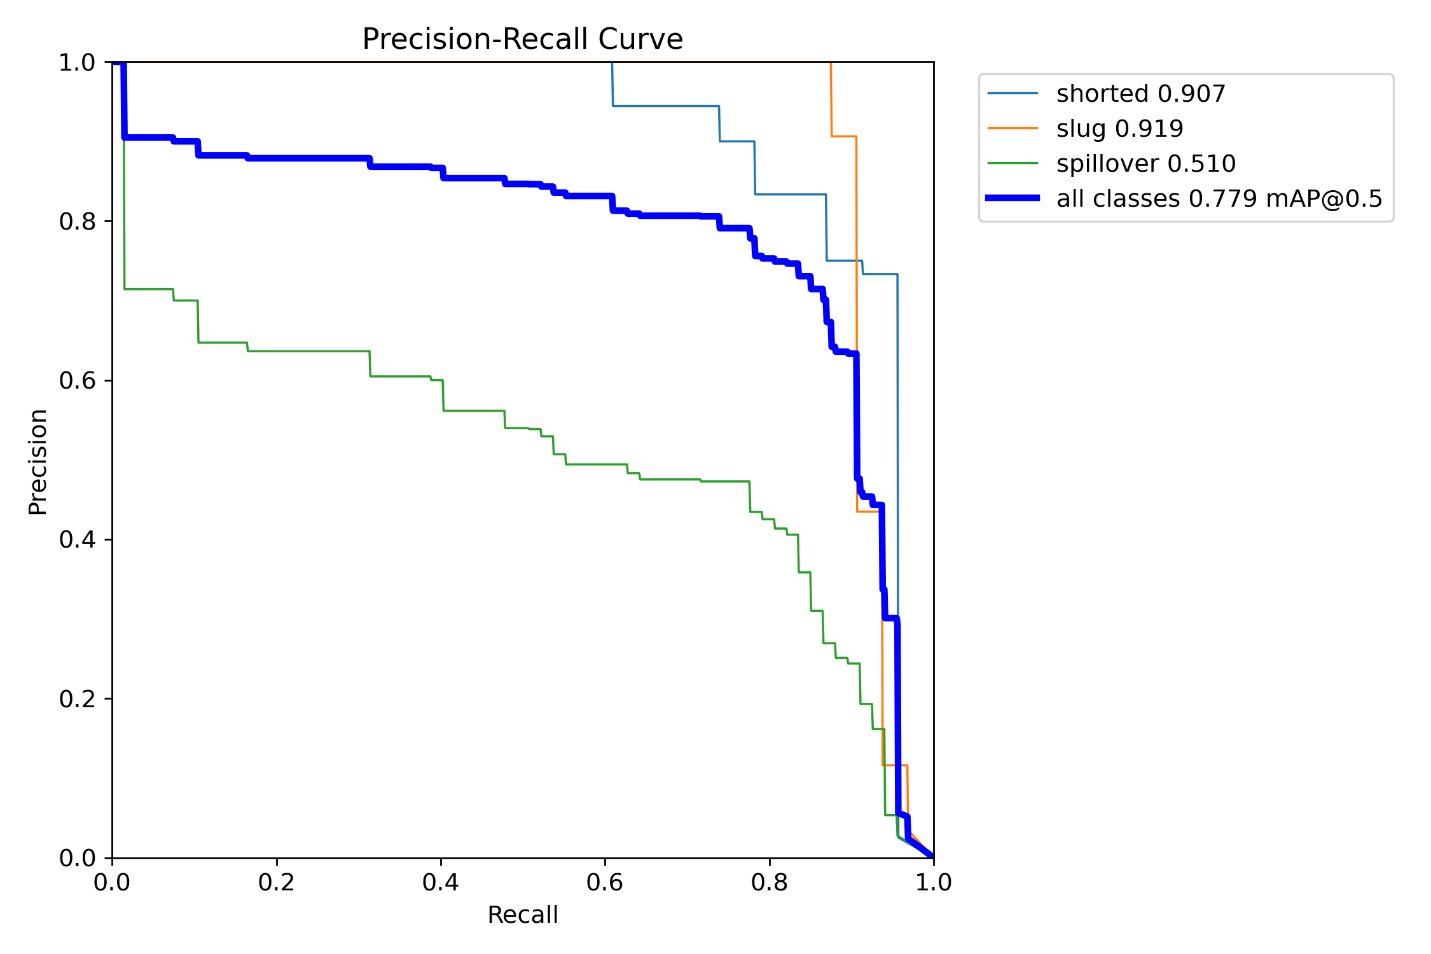 Precision-Recall Curve
1.0
0.8
0.6
0.4
0.2
0.0
Precision
0.0 0.2 0.4 0.6 0.8 1.0
Recall
shorted 0.907
slug 0.919
spillover 0.510
all classes 0.779 mAP@0.5